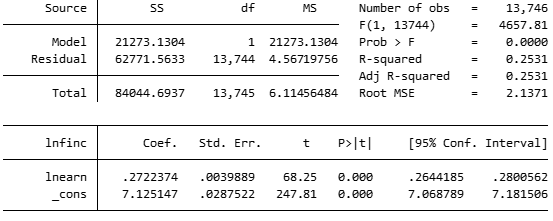 Source SS df MS Number of obs = 13,746
F(1, 13744) = 4657.81
Model 21273.1304 1 21273.1304 Prob > F = 0.0000
Residual 62771.5633 13,744 4.56719756 R-squared = 0.2531
Adj R-squared = 0.2531
Total 84044.6937 13,745 6.11456484 Root MSE = 2.1371
lnfinc Coef. Std. Err. t P>|t| [95% Conf. Interval]
lnearn .2722374 .0039889 68.25 0.000 .2644185 .2800562
_cons 7.125147 .0287522 247.81 0.000 7.068789 7.181506